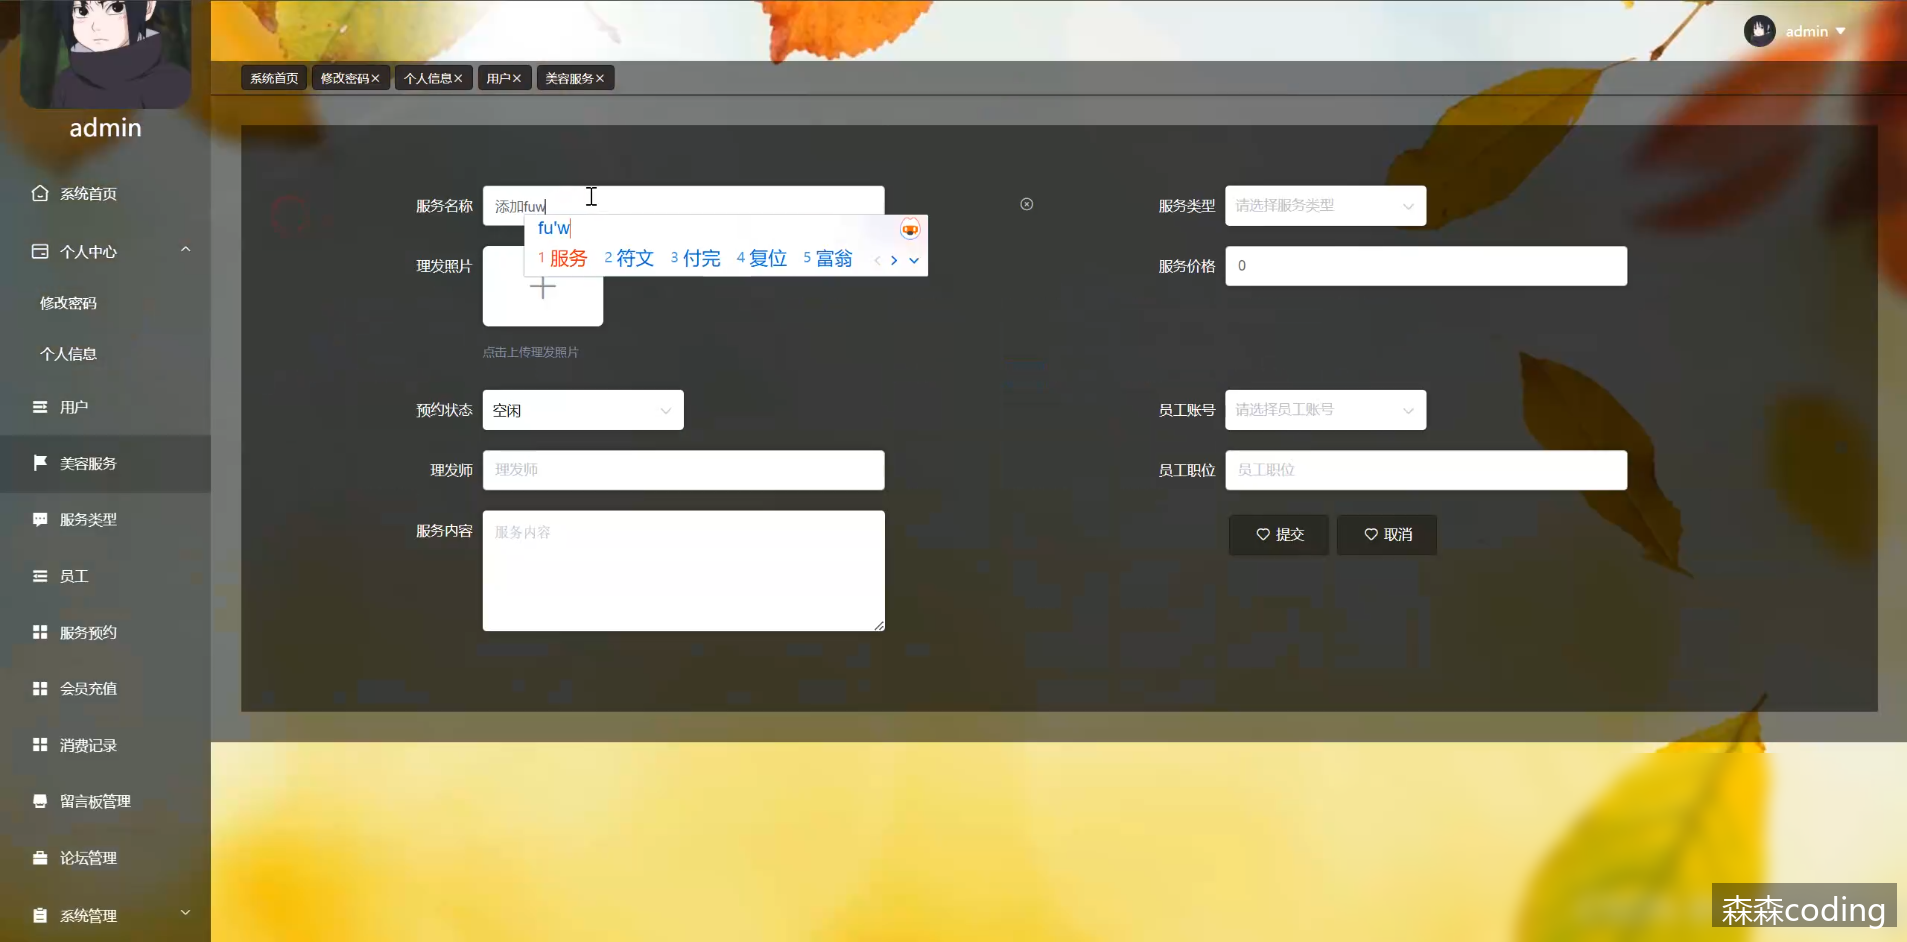 admin
系统首页 修改密码 个人信息 用户 美容服务
admin
系统首页
个人中心
修改密码
个人信息
用户
美容服务
服务类型
员工
服务预约
会员充值
消费记录
留言板管理
论坛管理
系统管理
服务名称 添加fuw 服务类型 请选择服务类型
fu'w
1 服务 2 符文 3 付完 4 复位 5 富翁
理发照片 服务价格 0
点击上传理发照片
预约状态 空闲 员工账号 请选择员工账号
理发师 理发师 员工职位 员工职位
服务内容 服务内容 提交 取消
森森coding